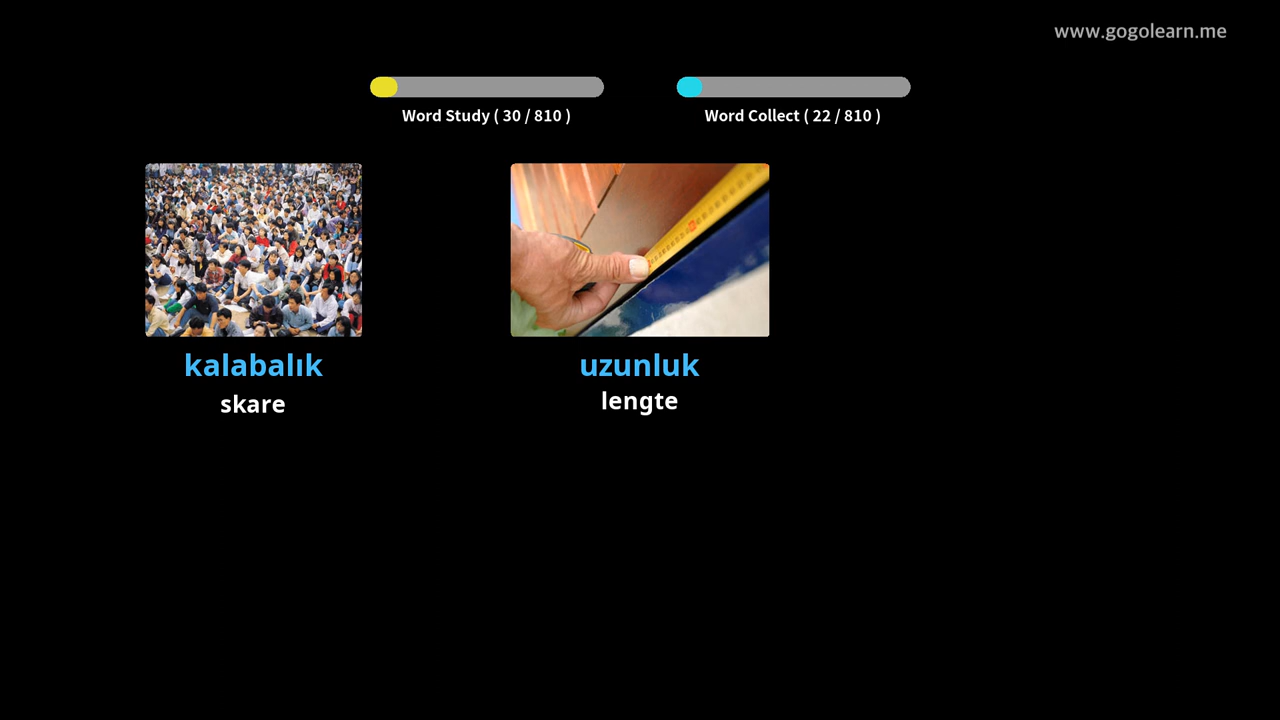 www.gogolearn.me
Word Study ( 30 / 810 )
Word Collect ( 22 / 810 )
kalabalık
skare
uzunluk
lengte